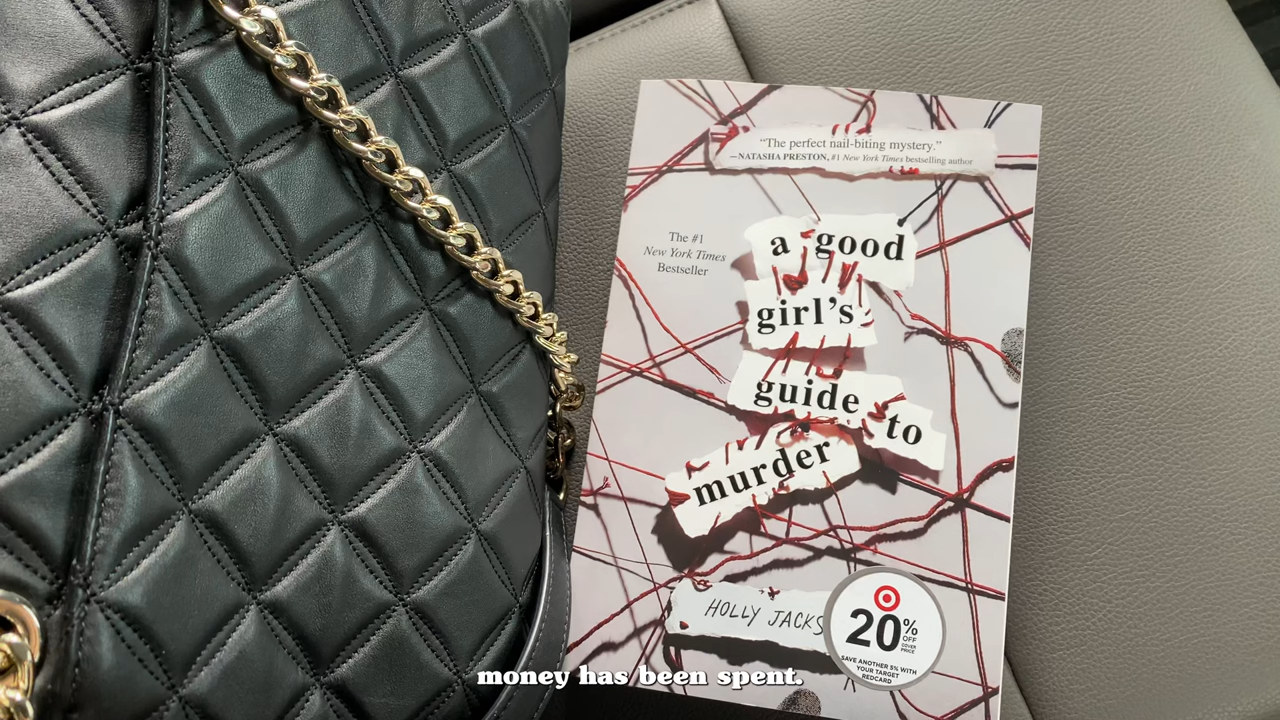 “The perfect nail-biting mystery.”
—NATASHA PRESTON, #1 New York Times bestselling author
The #1
New York Times
Bestseller
a good
girl’s
guide to
murder
HOLLY JACKS
20% OFF COVER PRICE
SAVE ANOTHER 5% WITH
YOUR TARGET
REDCARD
money has been spent.